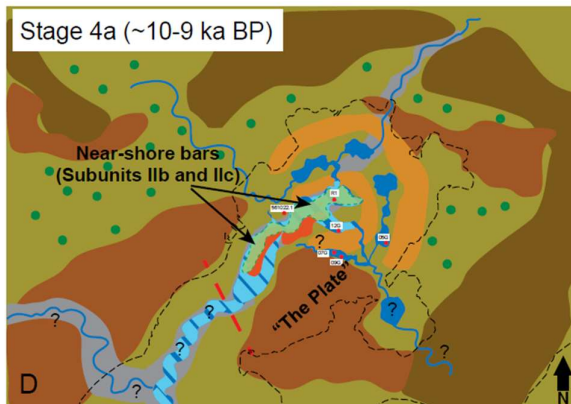 Stage 4a (~10-9 ka BP)
Near-shore bars
(Subunits IIb and IIc)
?
?
?
?
?
?
?
"The Plate"
D
N